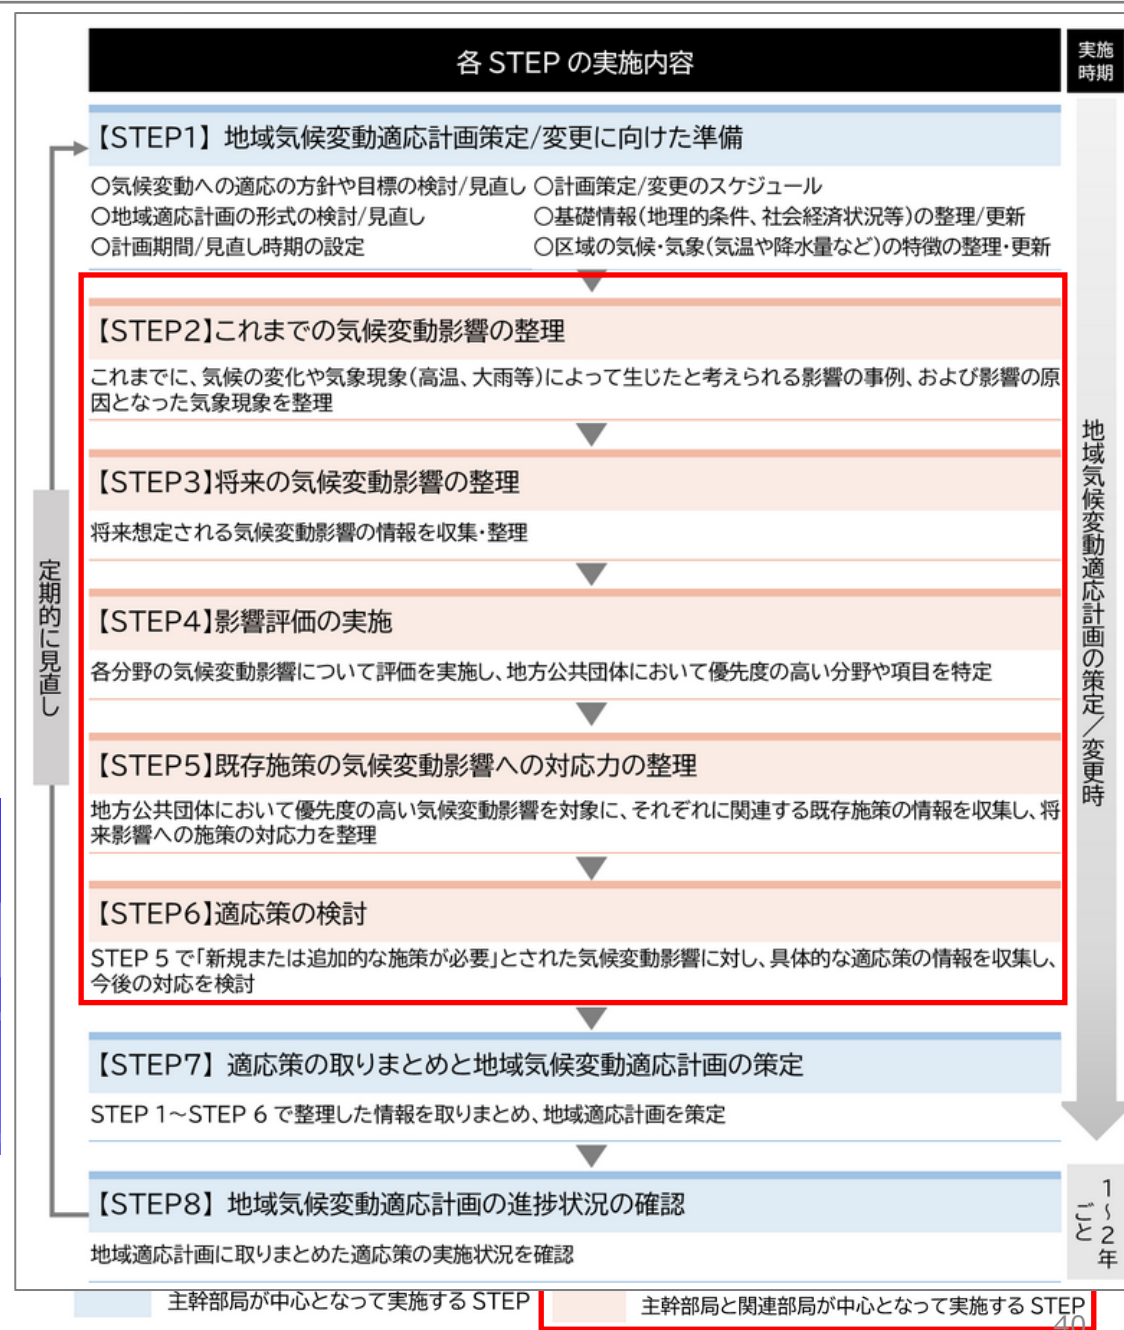 各 STEP の実施内容
実施
時期
【STEP1】 地域気候変動適応計画策定/変更に向けた準備
〇気候変動への適応の方針や目標の検討/見直し 〇計画策定/変更のスケジュール
〇地域適応計画の形式の検討/見直し 〇基礎情報(地理的条件、社会経済状況等)の整理/更新
〇計画期間/見直し時期の設定 〇区域の気候・気象(気温や降水量など)の特徴の整理・更新
【STEP2】これまでの気候変動影響の整理
これまでに、気候の変化や気象現象(高温、大雨等)によって生じたと考えられる影響の事例、および影響の原
因となった気象現象を整理
【STEP3】将来の気候変動影響の整理
将来想定される気候変動影響の情報を収集・整理
【STEP4】影響評価の実施
各分野の気候変動影響について評価を実施し、地方公共団体において優先度の高い分野や項目を特定
【STEP5】既存施策の気候変動影響への対応力の整理
地方公共団体において優先度の高い気候変動影響を対象に、それぞれに関連する既存施策の情報を収集し、将
来影響への施策の対応力を整理
【STEP6】適応策の検討
STEP 5 で「新規または追加的な施策が必要」とされた気候変動影響に対し、具体的な適応策の情報を収集し、
今後の対応を検討
【STEP7】 適応策の取りまとめと地域気候変動適応計画の策定
STEP 1～STEP 6 で整理した情報を取りまとめ、地域適応計画を策定
【STEP8】 地域気候変動適応計画の進捗状況の確認
地域適応計画に取りまとめた適応策の実施状況を確認
定期的に見直し
地域気候変動適応計画の策定／変更時
1～2年
ごと
主幹部局が中心となって実施する STEP
主幹部局と関連部局が中心となって実施する STEP
40